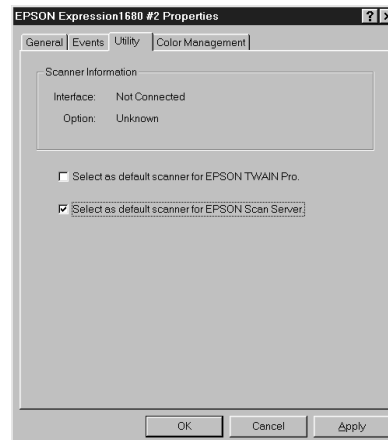 EPSON Expression1680 #2 Properties
General Events Utility Color Management
Scanner Information
Interface: Not Connected
Option: Unknown
Select as default scanner for EPSON TWAIN Pro.
Select as default scanner for EPSON Scan Server.
OK Cancel Apply